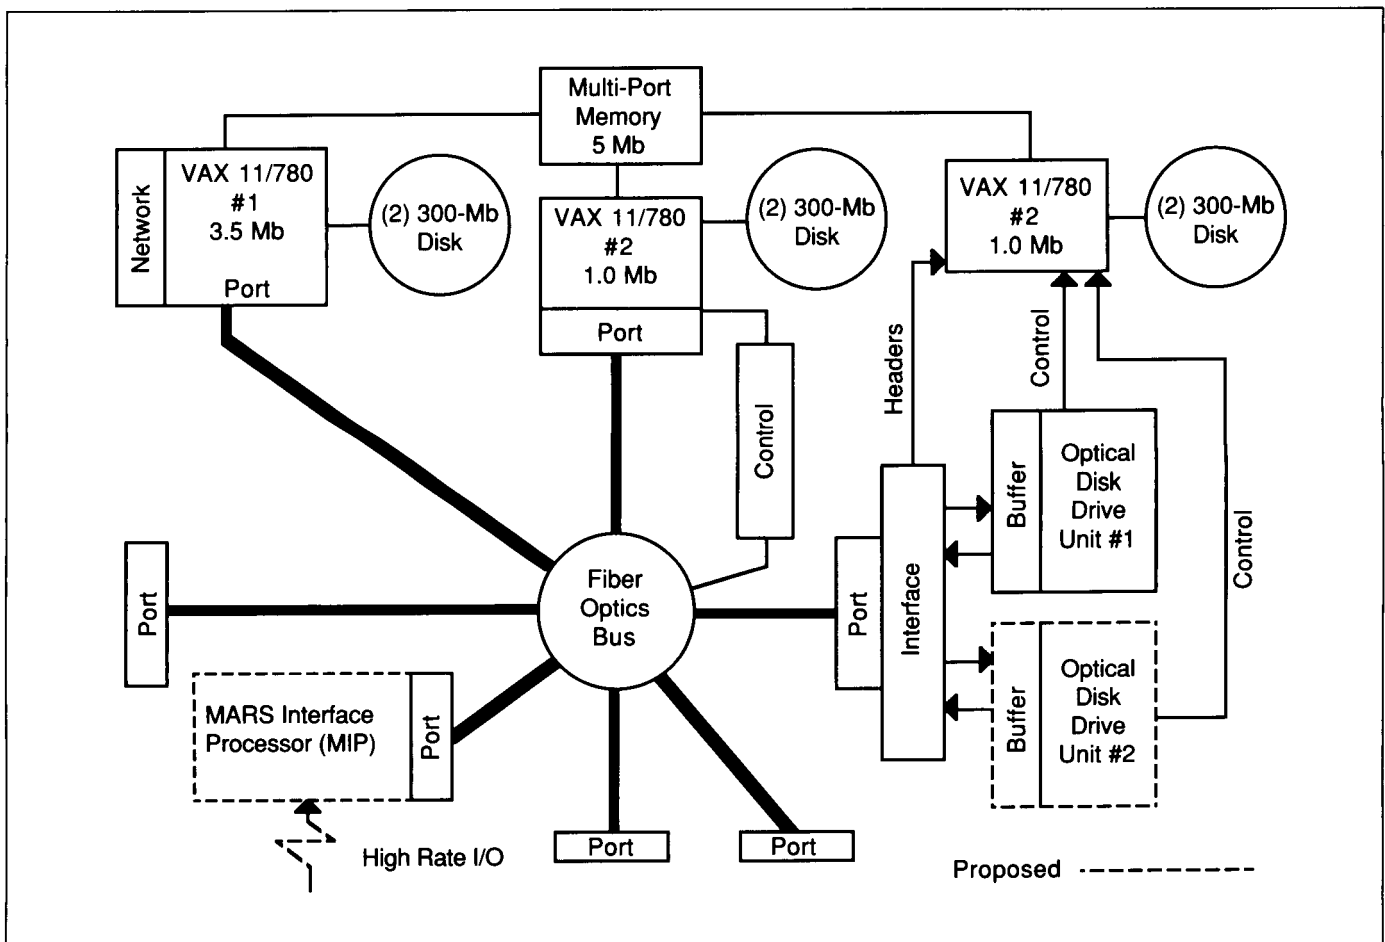 Multi-Port
Memory
5 Mb
Network
VAX 11/780
#1
3.5 Mb
Port
(2) 300-Mb
Disk
VAX 11/780
#2
1.0 Mb
Port
(2) 300-Mb
Disk
VAX 11/780
#2
1.0 Mb
(2) 300-Mb
Disk
Control
Headers
Control
Control
Fiber
Optics
Bus
Port
Interface
Buffer
Optical
Disk
Drive
Unit #1
Buffer
Optical
Disk
Drive
Unit #2
Port
MARS Interface
Processor (MIP)
Port
High Rate I/O
Port
Port
Proposed